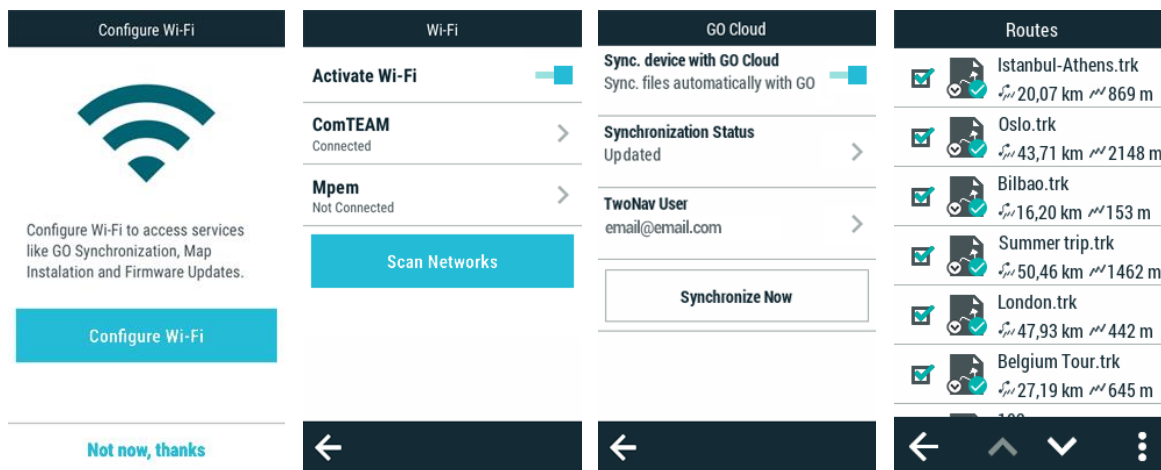 Configure Wi-Fi
Configure Wi-Fi to access services
like GO Synchronization, Map
Instalation and Firmware Updates.
Configure Wi-Fi
Not now, thanks
Wi-Fi
Activate Wi-Fi
ComTEAM
Connected
Mpem
Not Connected
Scan Networks
GO Cloud
Sync. device with GO Cloud
Sync. files automatically with GO
Synchronization Status
Updated
TwoNav User
email@email.com
Synchronize Now
Routes
Istanbul-Athens.trk
20,07 km 869 m
Oslo.trk
43,71 km 2148 m
Bilbao.trk
16,20 km 153 m
Summer trip.trk
50,46 km 1462 m
London.trk
47,93 km 442 m
Belgium Tour.trk
27,19 km 645 m